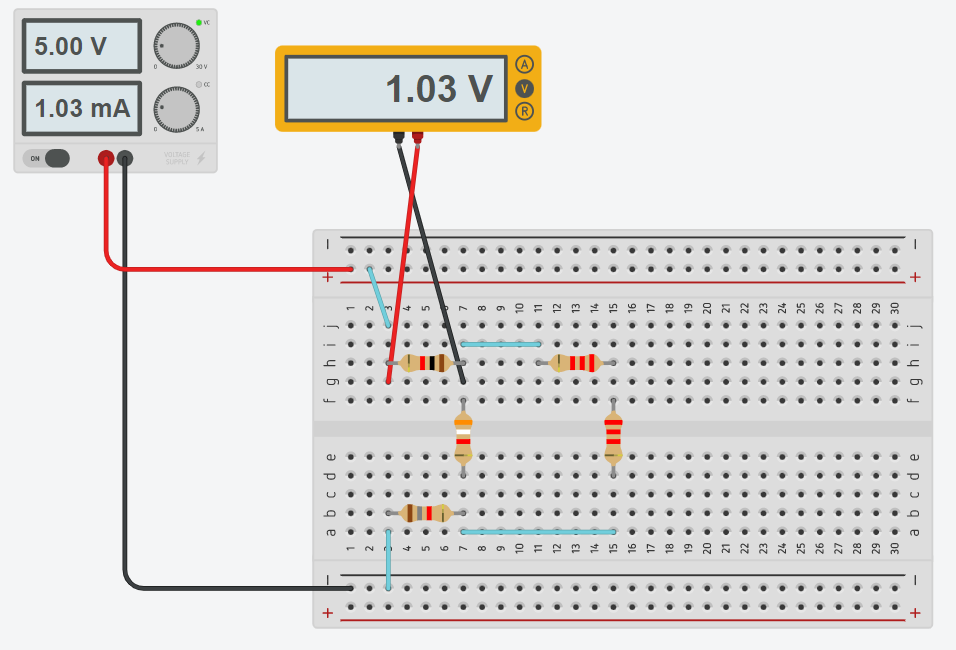 5.00 V
VC
0 30 V
1.03 mA
CC
0 5 A
ON
VOLTAGE
SUPPLY
1.03 V
A
V
R
− −
+ +
1 2 3 4 5 6 7 8 9 10 11 12 13 14 15 16 17 18 19 20 21 22 23 24 25 26 27 28 29 30
j j
i i
h h
g g
f f
e e
d d
c c
b b
a a
1 2 3 4 5 6 7 8 9 10 11 12 13 14 15 16 17 18 19 20 21 22 23 24 25 26 27 28 29 30
− −
+ +